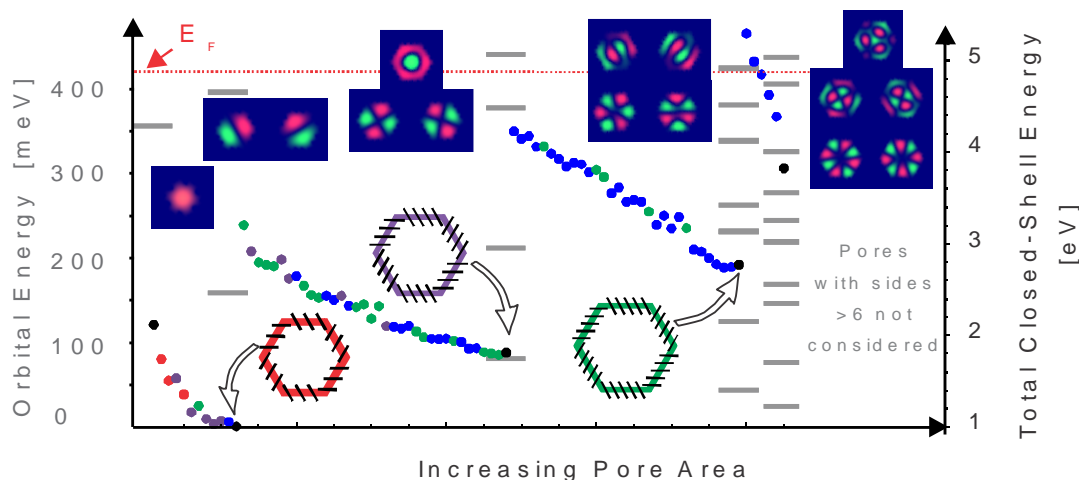 E F
Orbital Energy [meV]
400
300
200
100
0
5
4
3
2
1
Total Closed-Shell Energy
[eV]
Pores
with sides
>6 not
considered
Increasing Pore Area